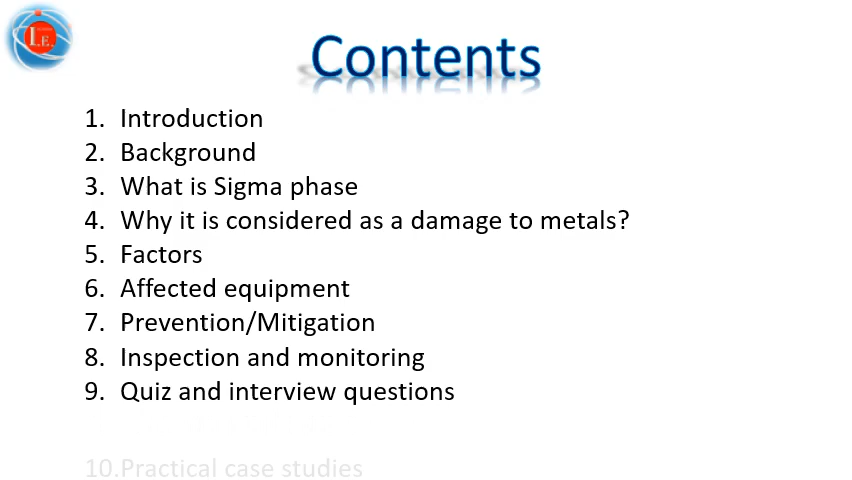 I.E.
Contents
1. Introduction
2. Background
3. What is Sigma phase
4. Why it is considered as a damage to metals?
5. Factors
6. Affected equipment
7. Prevention/Mitigation
8. Inspection and monitoring
9. Quiz and interview questions
10.Practical case studies